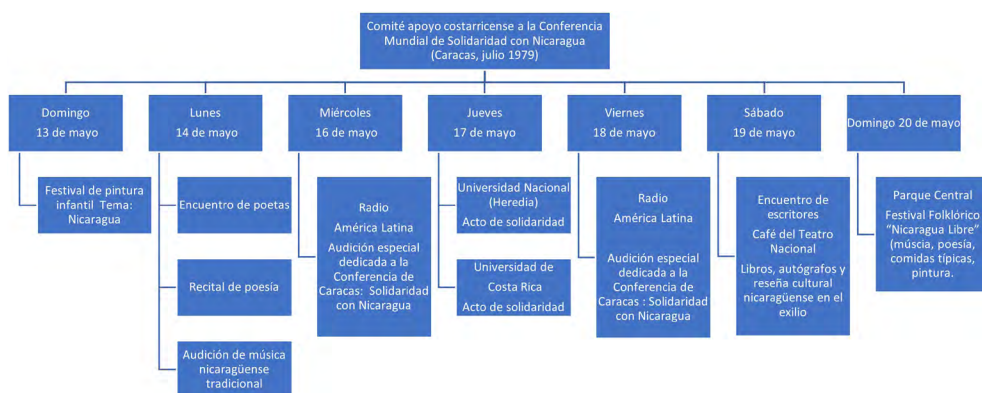 Comité apoyo costarricense a la Conferencia
Mundial de Solidaridad con Nicaragua
(Caracas, julio 1979)
Domingo
13 de mayo
Festival de pintura
infantil Tema:
Nicaragua
Lunes
14 de mayo
Encuentro de poetas
Recital de poesía
Audición de música
nicaragüense
tradicional
Miércoles
16 de mayo
Radio
América Latina
Audición especial
dedicada a la
Conferencia de
Caracas: Solidaridad
con Nicaragua
Jueves
17 de mayo
Universidad Nacional
(Heredia)
Acto de solidaridad
Universidad de
Costa Rica
Acto de solidaridad
Viernes
18 de mayo
Radio
América Latina
Audición especial
dedicada a la
Conferencia de
Caracas : Solidaridad
con Nicaragua
Sábado
19 de mayo
Encuentro de
escritores
Café del Teatro
Nacional
Libros, autógrafos y
reseña cultural
nicaragüense en el
exilio
Domingo 20 de mayo
Parque Central
Festival Folklórico
“Nicaragua Libre”
(múscia, poesía,
comidas típicas,
pintura.